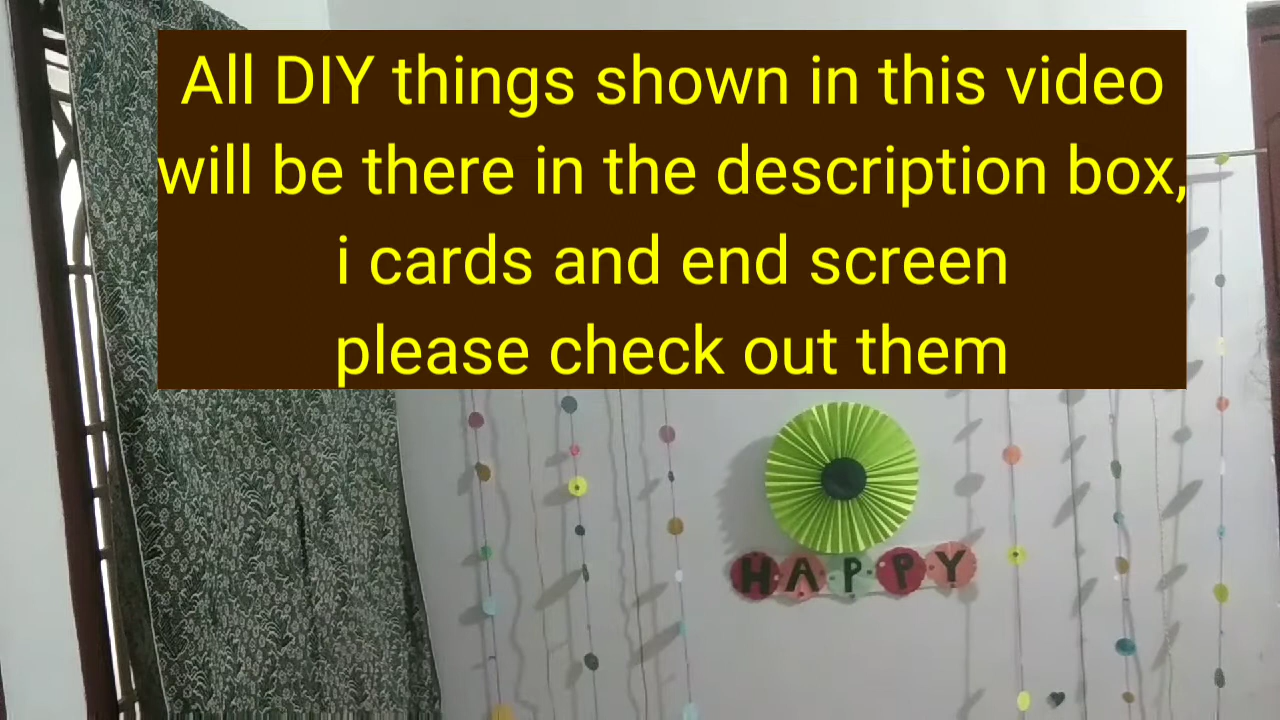 All DIY things shown in this video
will be there in the description box,
i cards and end screen
please check out them
HAPPY